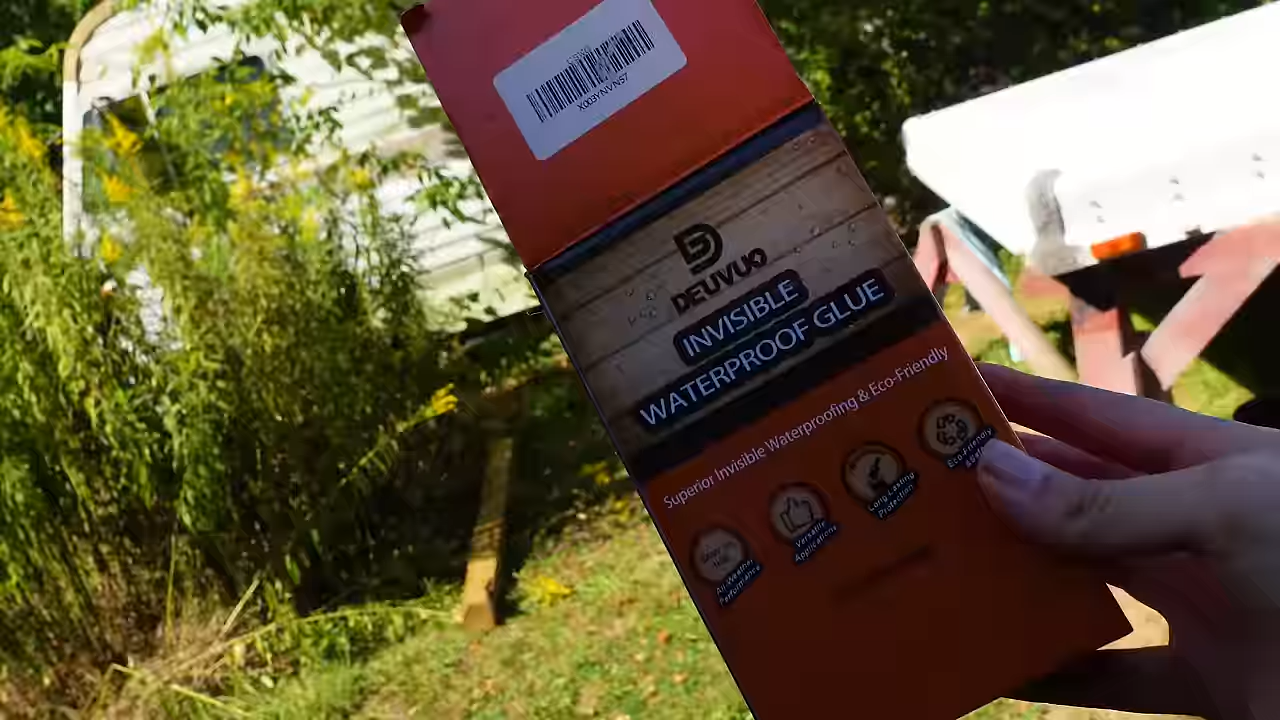 X003YNVNS7
DEUVUO
INVISIBLE
WATERPROOF GLUE
Superior Invisible Waterproofing & Eco-Friendly
All-Weather
Performance
Versatile
Applications
Long Lasting
Protection
Eco-Friendly